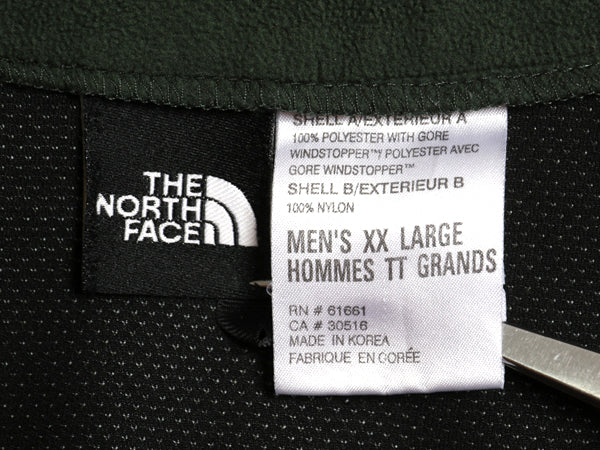 THE
NORTH
FACE
SHELL A/EXTERIEUR A
100% POLYESTER WITH GORE
WINDSTOPPER™/ POLYESTER AVEC
GORE WINDSTOPPER™
SHELL B/EXTERIEUR B
100% NYLON
MEN'S XX LARGE
HOMMES TT GRANDS
RN # 61661
CA # 30516
MADE IN KOREA
FABRIQUE EN CORÉE